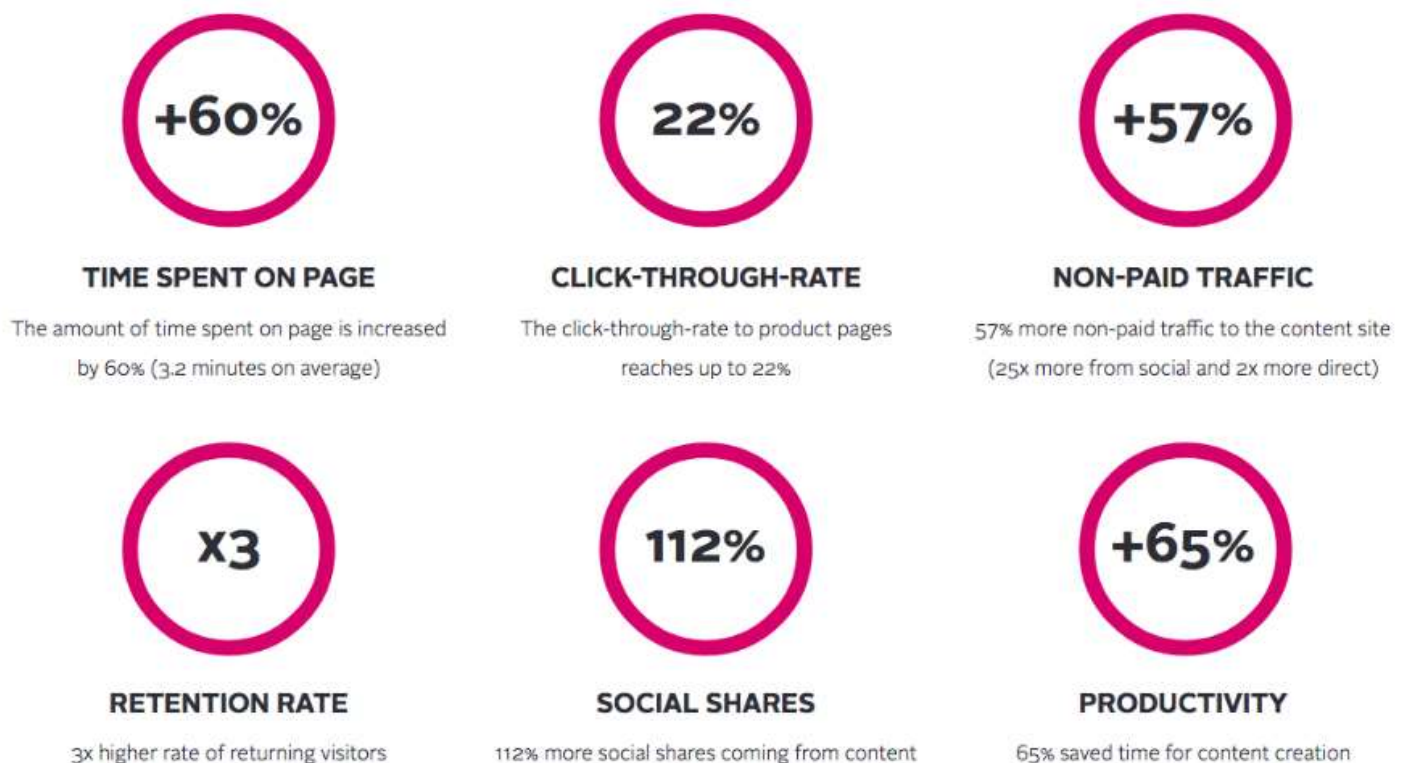 +60%
22%
+57%
TIME SPENT ON PAGE
CLICK-THROUGH-RATE
NON-PAID TRAFFIC
The amount of time spent on page is increased
by 60% (3.2 minutes on average)
The click-through-rate to product pages
reaches up to 22%
57% more non-paid traffic to the content site
(25x more from social and 2x more direct)
x3
112%
+65%
RETENTION RATE
SOCIAL SHARES
PRODUCTIVITY
3x higher rate of returning visitors
112% more social shares coming from content
65% saved time for content creation